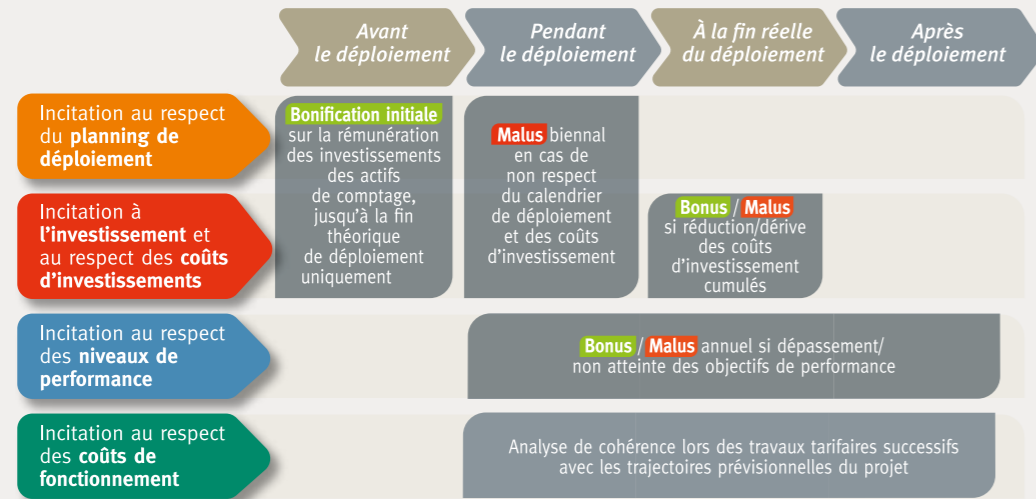 Avant
le déploiement
Pendant
le déploiement
À la fin réelle
du déploiement
Après
le déploiement
Incitation au respect
du planning de
déploiement
Bonification initiale
sur la rémunération
des investissements
des actifs
de comptage,
jusqu'à la fin
théorique
de déploiement
uniquement
Malus biennal
en cas de
non respect
du calendrier
de déploiement
et des coûts
d'investissement
Incitation à
l'investissement et
au respect des coûts
d'investissements
Bonus / Malus
si réduction/dérive
des coûts
d'investissement
cumulés
Incitation au respect
des niveaux de
performance
Bonus / Malus annuel si dépassement/
non atteinte des objectifs de performance
Incitation au respect
des coûts de
fonctionnement
Analyse de cohérence lors des travaux tarifaires successifs
avec les trajectoires prévisionnelles du projet